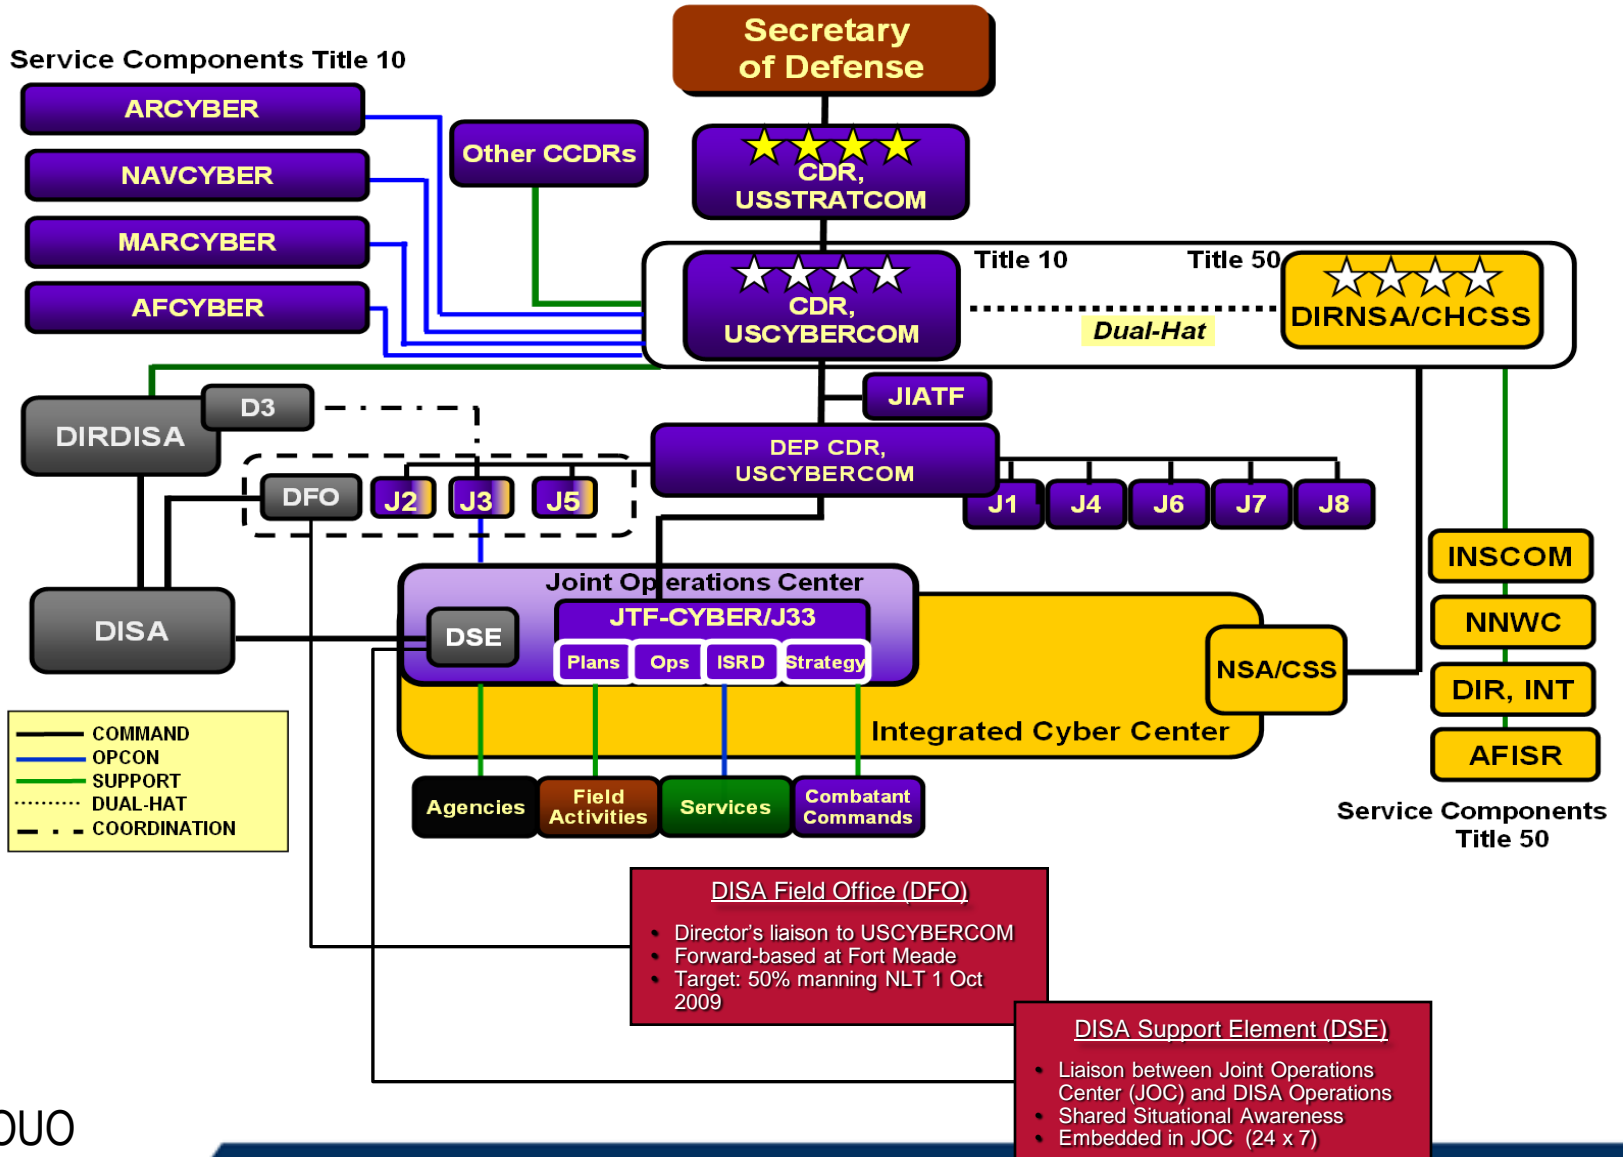 Secretary
of Defense
Service Components Title 10
ARCYBER
NAVCYBER
MARCYBER
AFCYBER
Other CCDRs
CDR,
USSTRATCOM
CDR,
USCYBERCOM
Title 10
Title 50
Dual-Hat
DIRNSA/CHCSS
JIATF
D3
DIRDISA
DEP CDR,
USCYBERCOM
DFO
J2
J3
J5
J1
J4
J6
J7
J8
DISA
Joint Operations Center
DSE
JTF-CYBER/J33
Plans
Ops
ISRD
Strategy
Integrated Cyber Center
NSA/CSS
INSCOM
NNWC
DIR, INT
AFISR
Service Components
Title 50
COMMAND
OPCON
SUPPORT
DUAL-HAT
COORDINATION
Agencies
Field
Activities
Services
Combatant
Commands
DISA Field Office (DFO)
• Director's liaison to USCYBERCOM
• Forward-based at Fort Meade
• Target: 50% manning NLT 1 Oct
2009
DISA Support Element (DSE)
• Liaison between Joint Operations
Center (JOC) and DISA Operations
• Shared Situational Awareness
• Embedded in JOC (24 x 7)